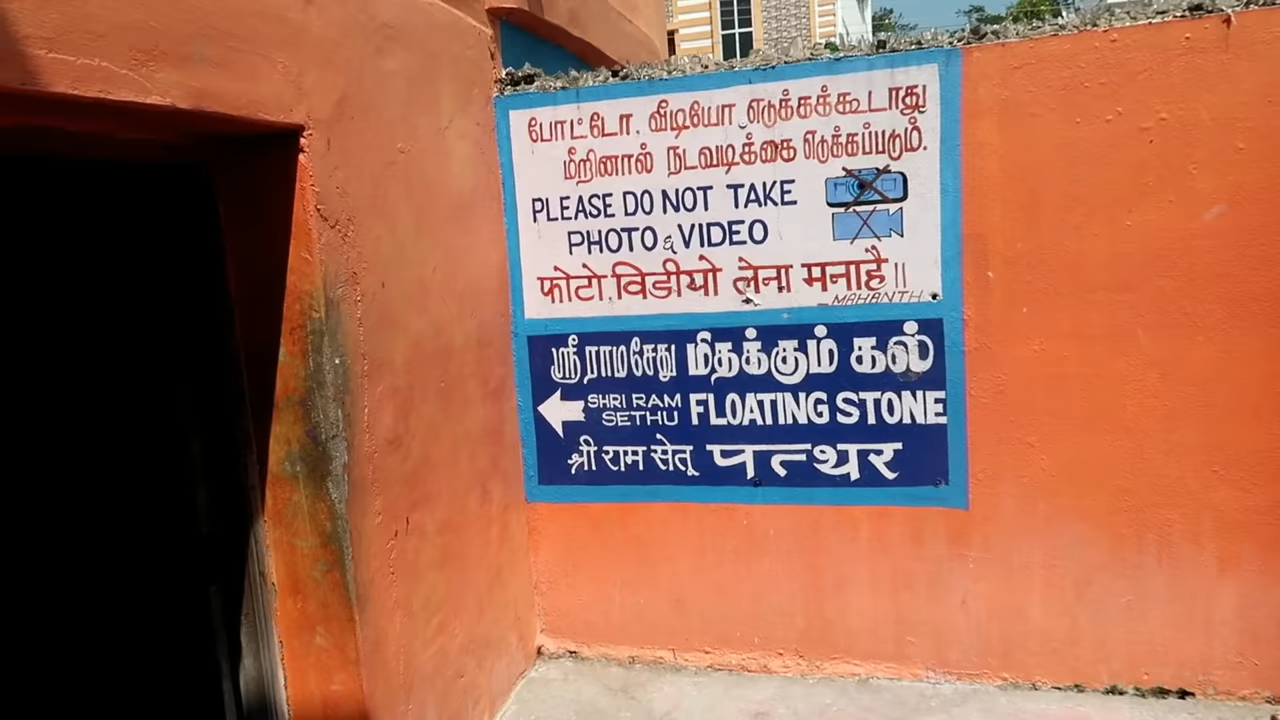 போட்டோ, வீடியோ எடுக்கக்கூடாது
மீறினால் நடவடிக்கை எடுக்கப்படும்.
PLEASE DO NOT TAKE
PHOTO & VIDEO
फोटो विडीयो लेना मनाहै।।
-MAHANTH
ஸ்ரீ ராமசேது மிதக்கும் கல்
SHRI RAM SETHU FLOATING STONE
श्री राम सेतू पत्थर